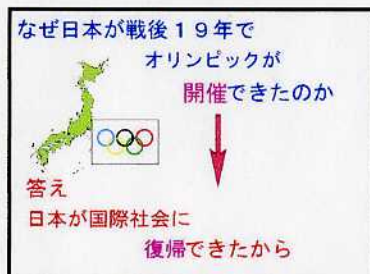 なぜ日本が戦後１９年で
オリンピックが
開催できたのか
答え
日本が国際社会に
復帰できたから